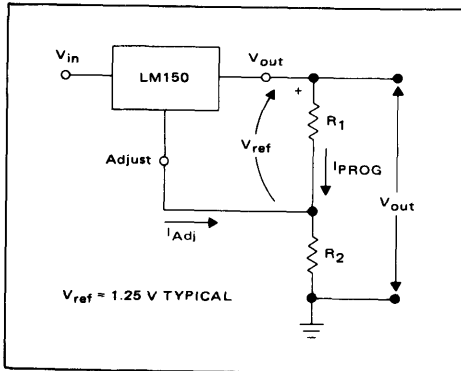 Vin
LM150
Vout
+
R1
Vref
IPROG
Adjust
Vout
IAdj
R2
Vref = 1.25 V TYPICAL